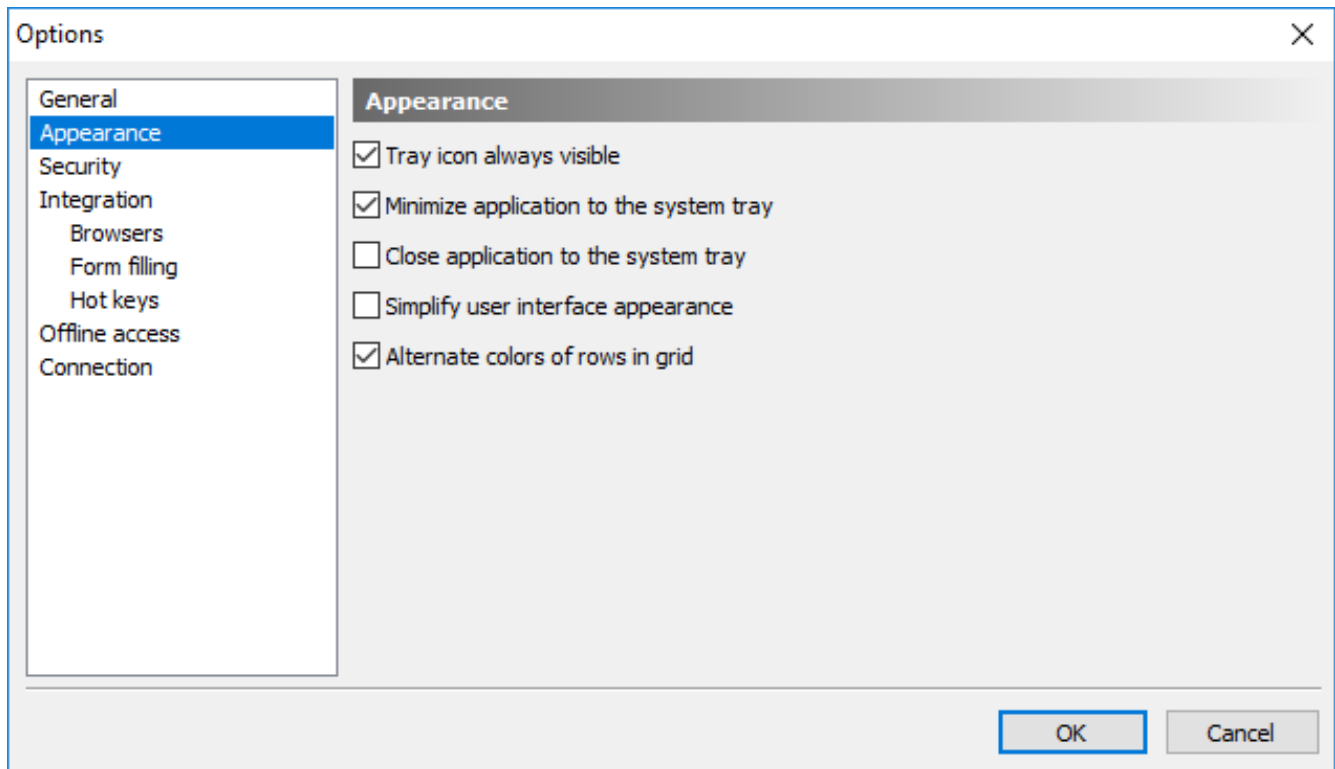 Options
General
Appearance
Security
Integration
Browsers
Form filling
Hot keys
Offline access
Connection
Appearance
Tray icon always visible
Minimize application to the system tray
Close application to the system tray
Simplify user interface appearance
Alternate colors of rows in grid
OK
Cancel